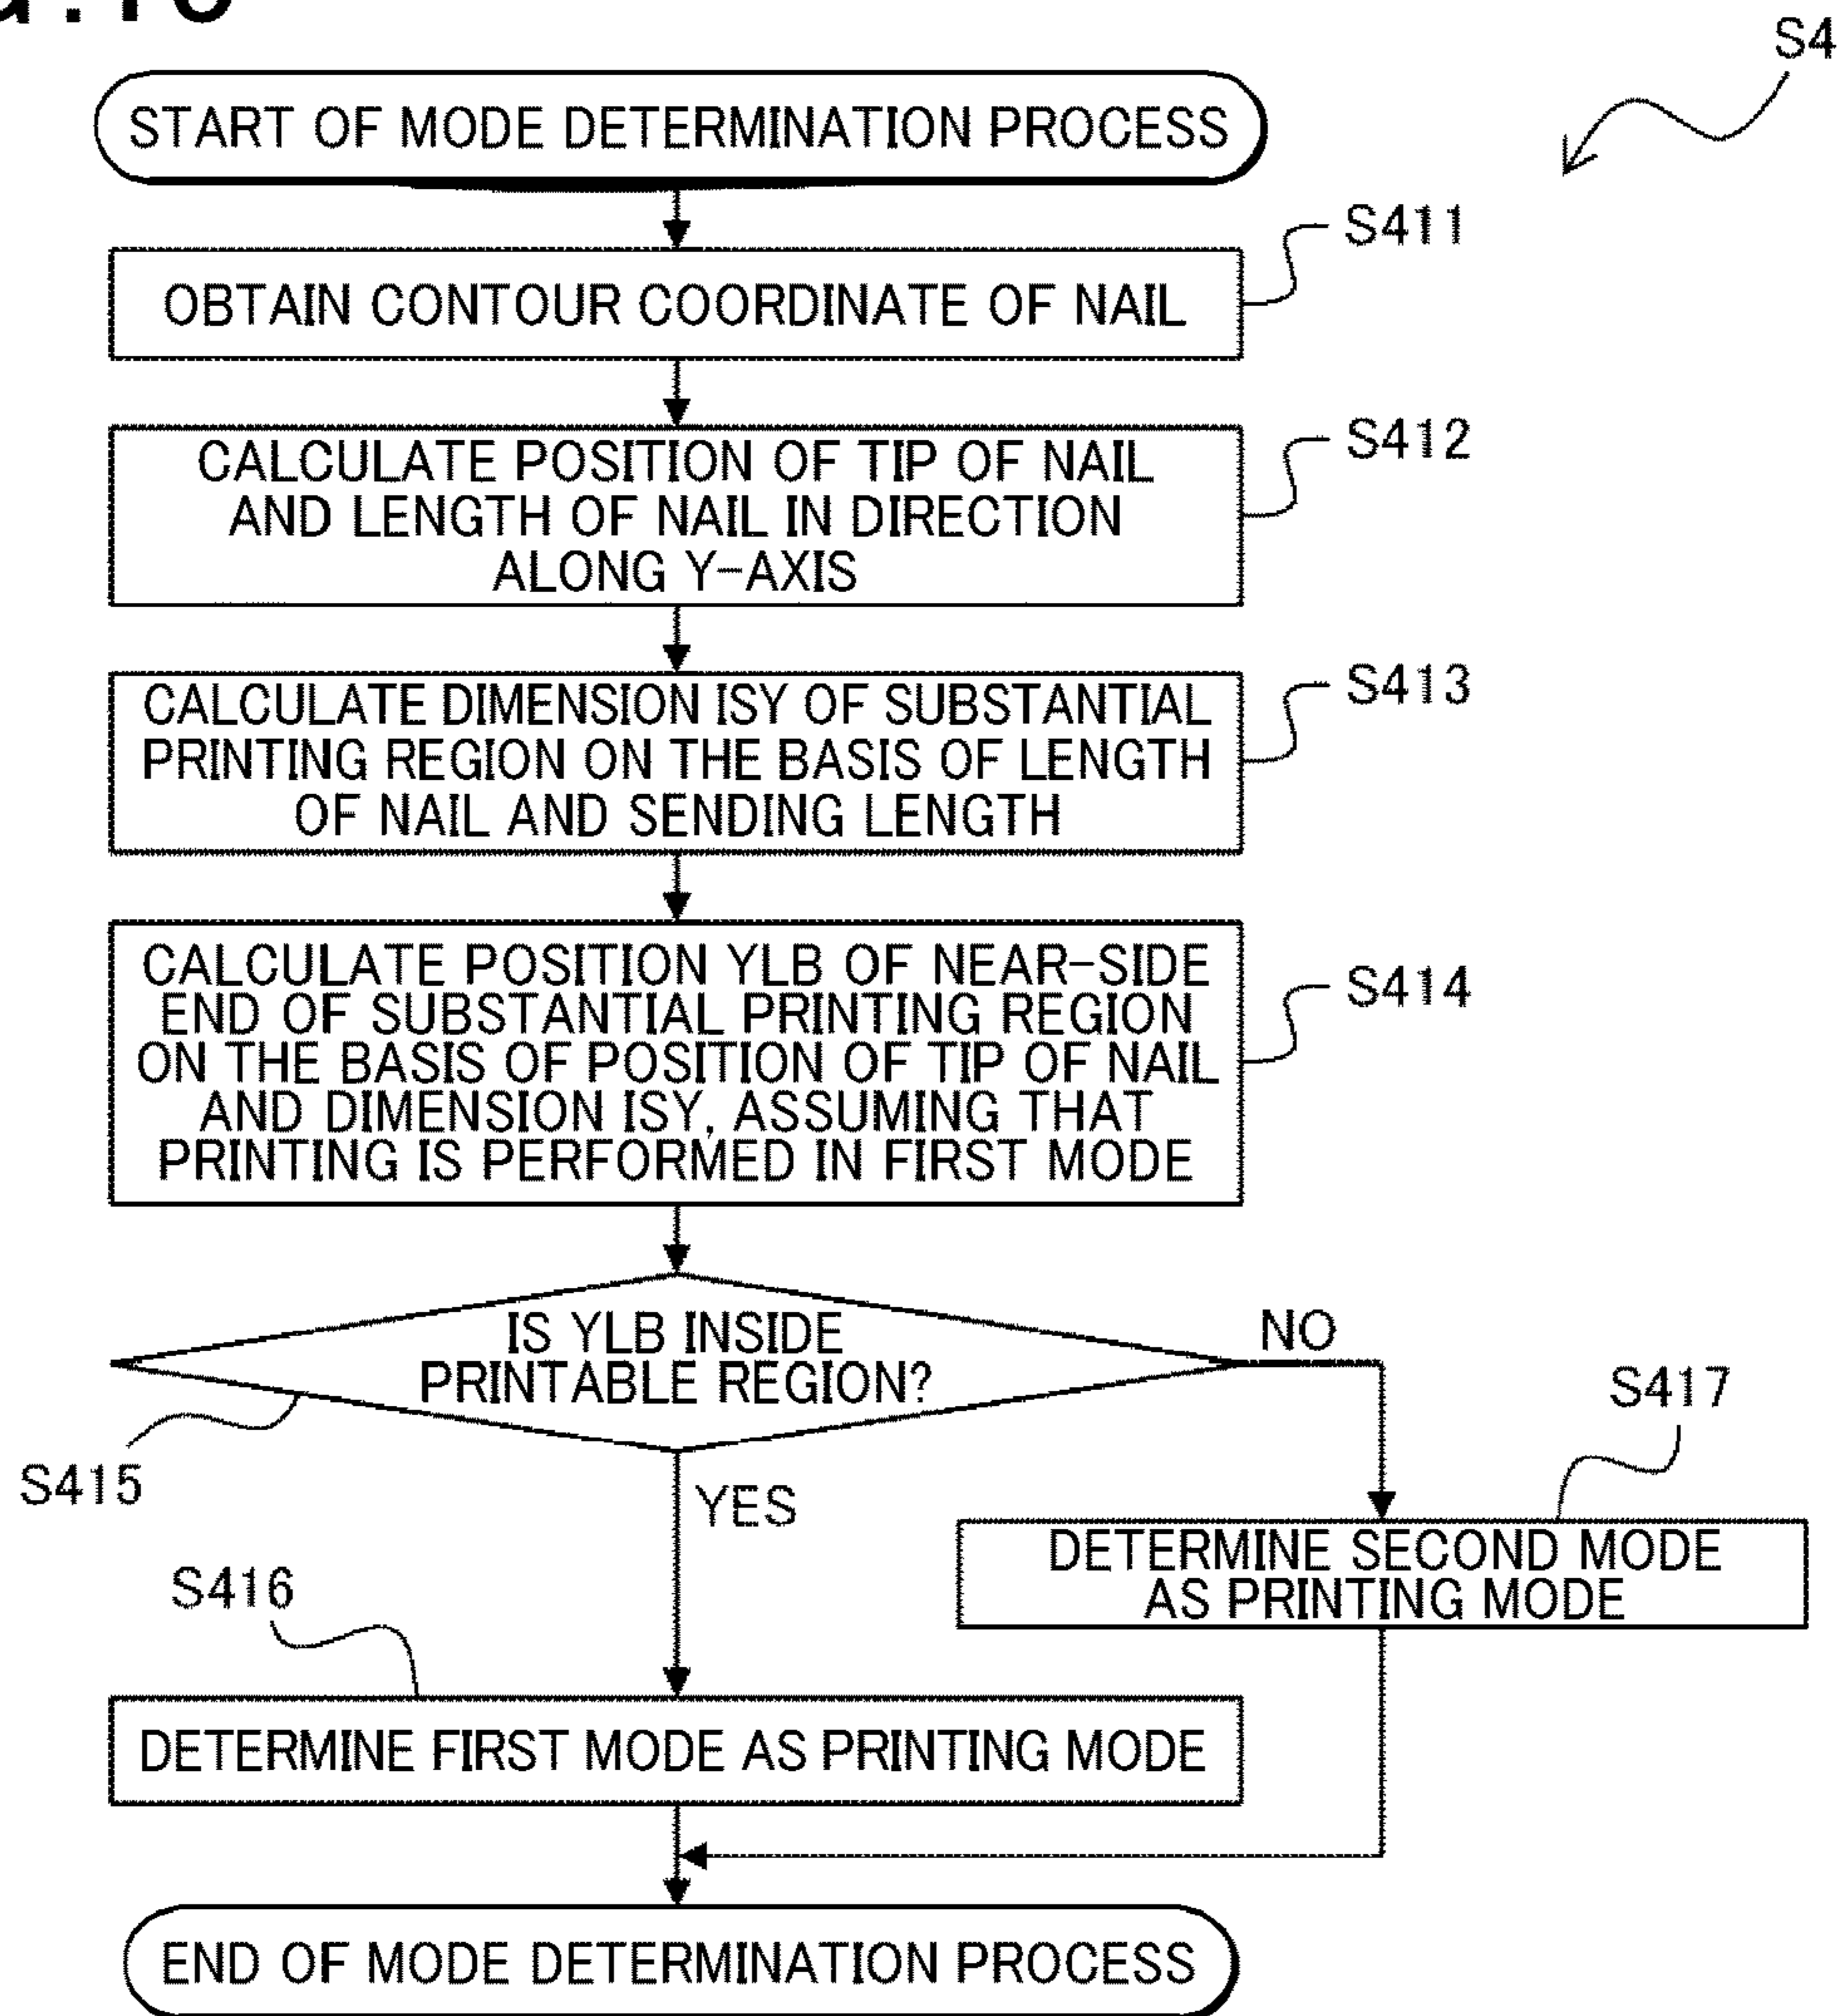 S4
START OF MODE DETERMINATION PROCESS
S411
OBTAIN CONTOUR COORDINATE OF NAIL
S412
CALCULATE POSITION OF TIP OF NAIL
AND LENGTH OF NAIL IN DIRECTION
ALONG Y-AXIS
S413
CALCULATE DIMENSION ISY OF SUBSTANTIAL
PRINTING REGION ON THE BASIS OF LENGTH
OF NAIL AND SENDING LENGTH
S414
CALCULATE POSITION YLB OF NEAR-SIDE
END OF SUBSTANTIAL PRINTING REGION
ON THE BASIS OF POSITION OF TIP OF NAIL
AND DIMENSION ISY, ASSUMING THAT
PRINTING IS PERFORMED IN FIRST MODE
IS YLB INSIDE
PRINTABLE REGION?
NO
S415
YES
S417
DETERMINE SECOND MODE
AS PRINTING MODE
S416
DETERMINE FIRST MODE AS PRINTING MODE
END OF MODE DETERMINATION PROCESS